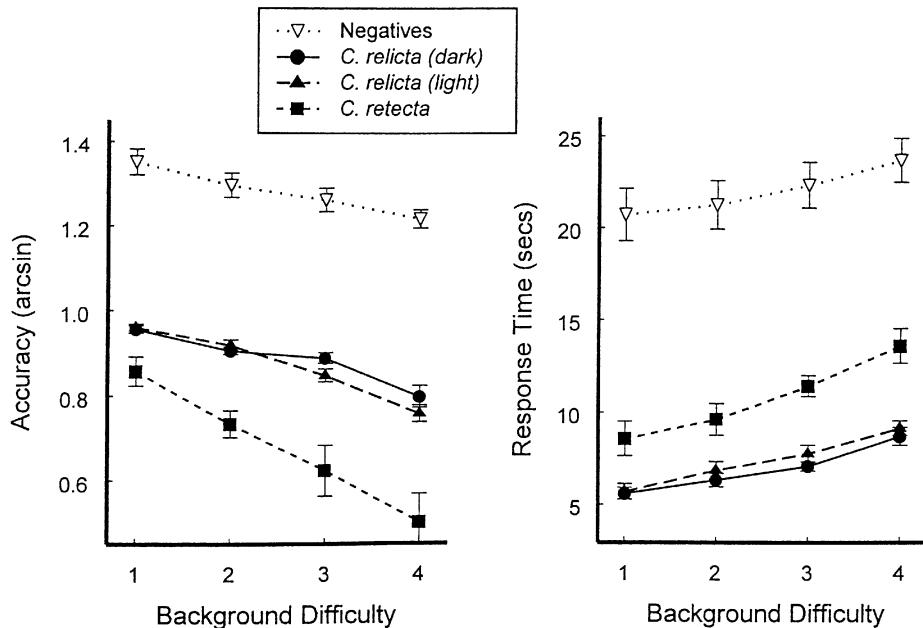 Negatives
C. relicta (dark)
C. relicta (light)
C. retecta
Accuracy (arcsin)
1.4
1.2
1.0
0.8
0.6
1 2 3 4
Background Difficulty
Response Time (secs)
25
20
15
10
5
1 2 3 4
Background Difficulty